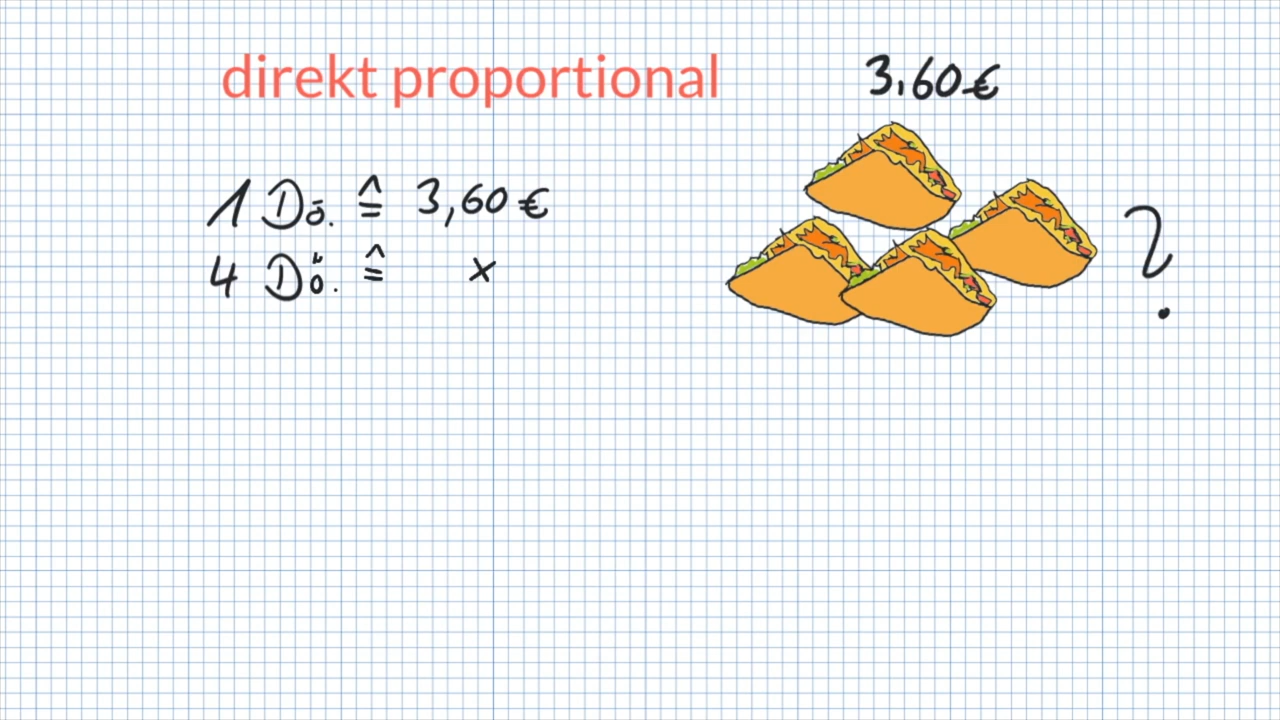 direkt proportional
3,60€
1 Dö. ≙ 3,60 €
4 Dö. ≙ x
?